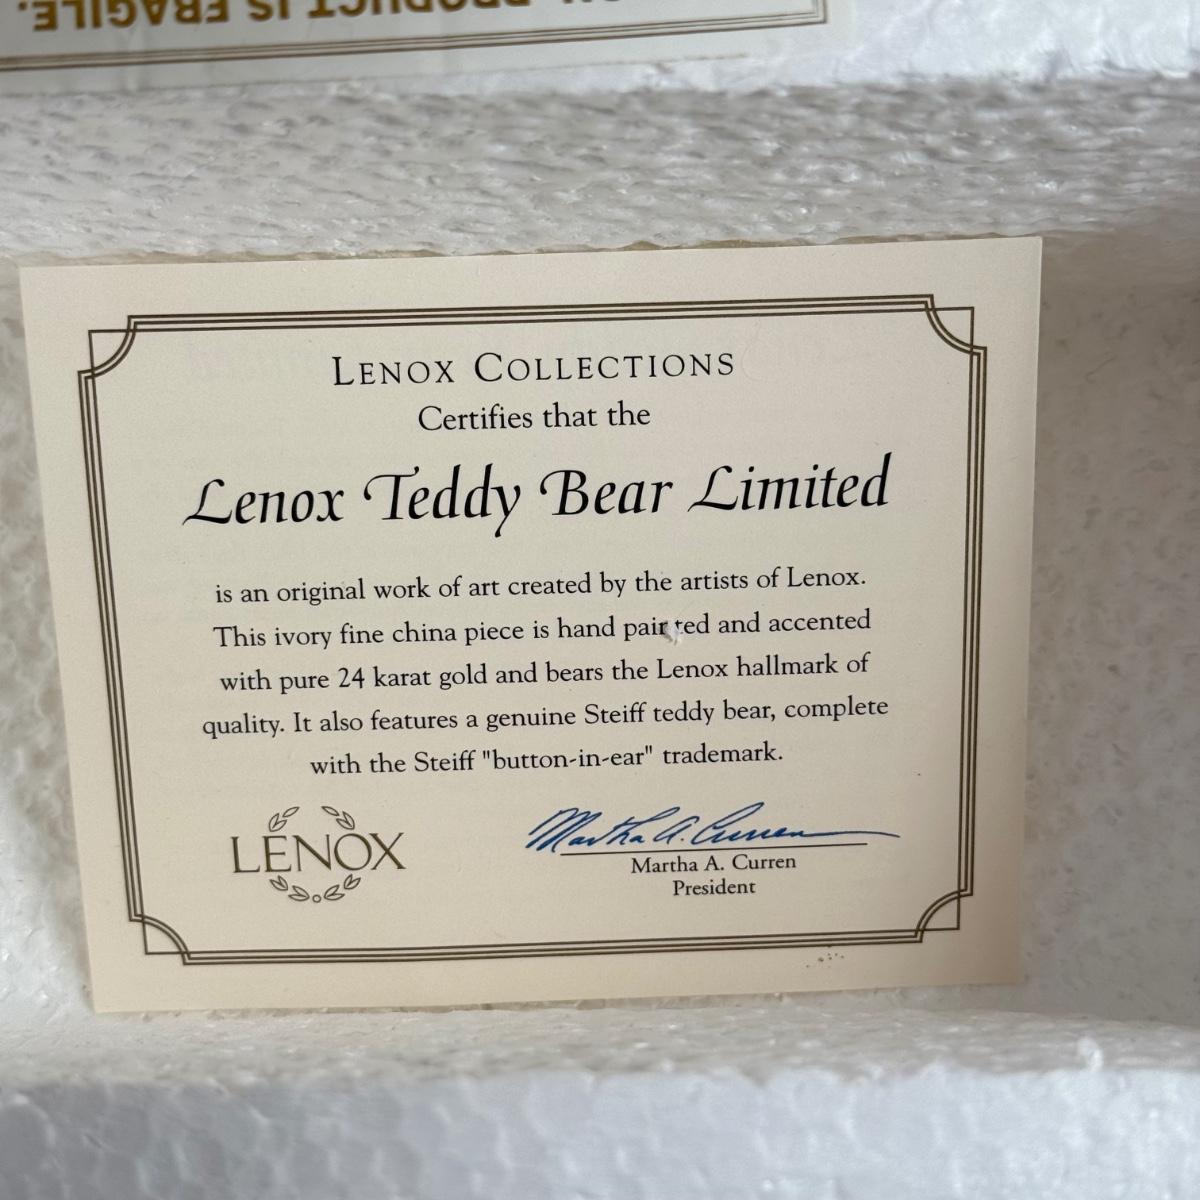 PRODUCT IS FRAGILE.
LENOX COLLECTIONS
Certifies that the
Lenox Teddy Bear Limited
is an original work of art created by the artists of Lenox.
This ivory fine china piece is hand painted and accented
with pure 24 karat gold and bears the Lenox hallmark of
quality. It also features a genuine Steiff teddy bear, complete
with the Steiff "button-in-ear" trademark.
LENOX
Martha A. Curren
Martha A. Curren
President